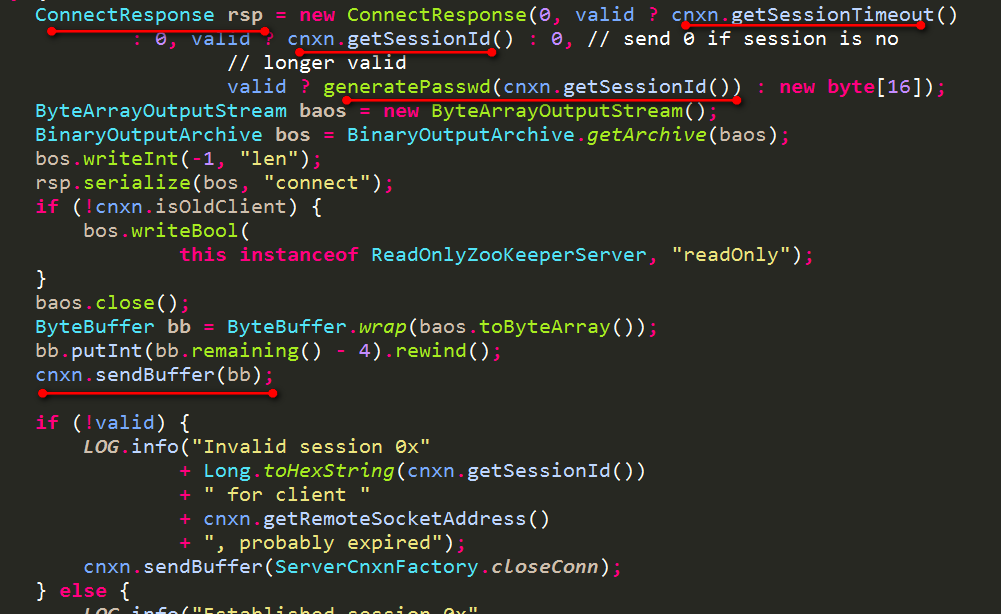 ConnectResponse rsp = new ConnectResponse(0, valid ? cnxn.getSessionTimeout()
: 0, valid ? cnxn.getSessionId() : 0, // send 0 if session is no
// longer valid
valid ? generatePasswd(cnxn.getSessionId()) : new byte[16]);
ByteArrayOutputStream baos = new ByteArrayOutputStream();
BinaryOutputArchive bos = BinaryOutputArchive.getArchive(baos);
bos.writeInt(-1, "len");
rsp.serialize(bos, "connect");
if (!cnxn.isOldClient) {
bos.writeBool(
this instanceof ReadOnlyZooKeeperServer, "readOnly");
}
baos.close();
ByteBuffer bb = ByteBuffer.wrap(baos.toByteArray());
bb.putInt(bb.remaining() - 4).rewind();
cnxn.sendBuffer(bb);
if (!valid) {
LOG.info("Invalid session 0x"
+ Long.toHexString(cnxn.getSessionId())
+ " for client "
+ cnxn.getRemoteSocketAddress()
+ ", probably expired");
cnxn.sendBuffer(ServerCnxnFactory.closeConn);
} else {
LOG.info("Established session 0x"